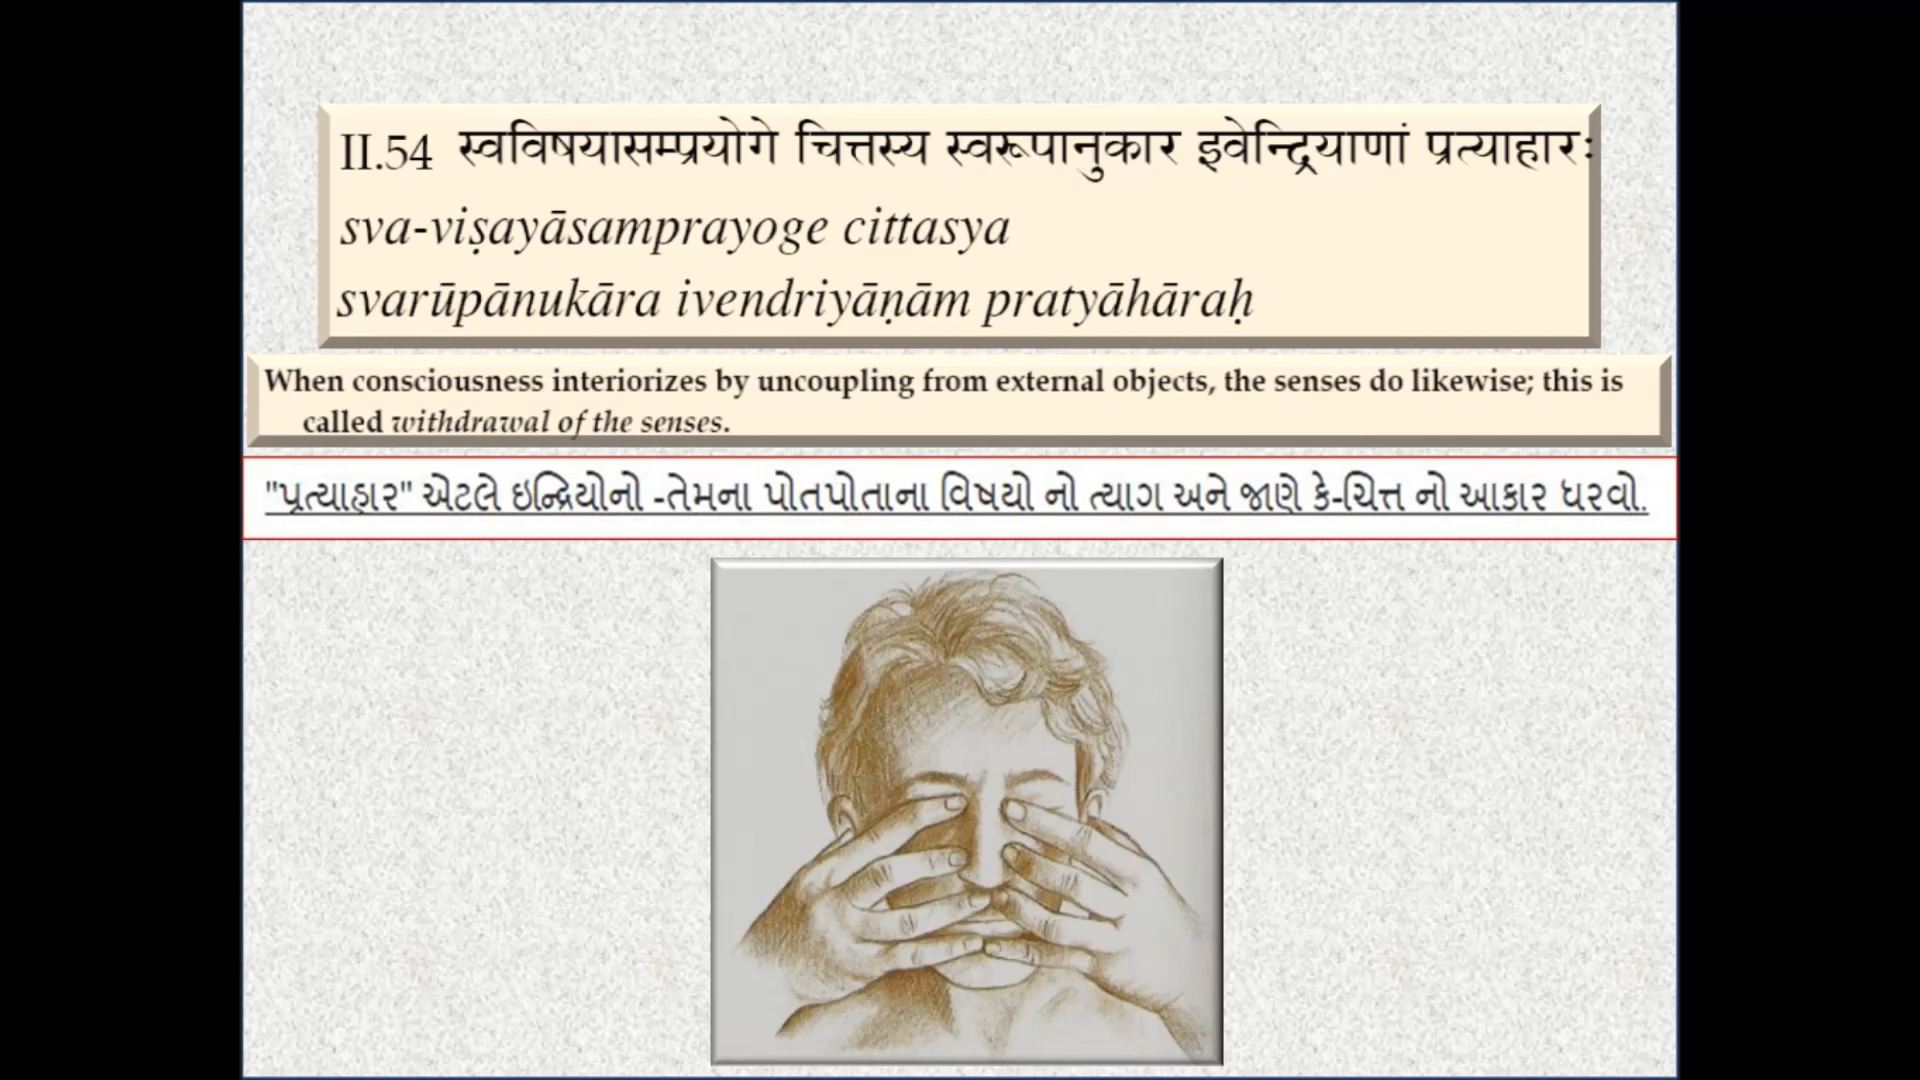 II.54 स्वविषयासम्प्रयोगे चित्तस्य स्वरूपानुकार इवेन्द्रियाणां प्रत्याहारः
sva-viṣayāsamprayoge cittasya
svarūpānukāra ivendriyāṇām pratyāhāraḥ
When consciousness interiorizes by uncoupling from external objects, the senses do likewise; this is
called withdrawal of the senses.
"પ્રત્યાહાર" એટલે ઇન્દ્રિયોનો -તેમના પોતપોતાના વિષયો નો ત્યાગ અને જાણે કે-ચિત્ત નો આકાર ધરવો.